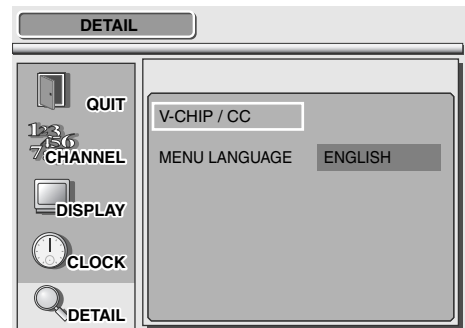 DETAIL
QUIT
123
456
7
CHANNEL
DISPLAY
CLOCK
DETAIL
V-CHIP / CC
MENU LANGUAGE ENGLISH